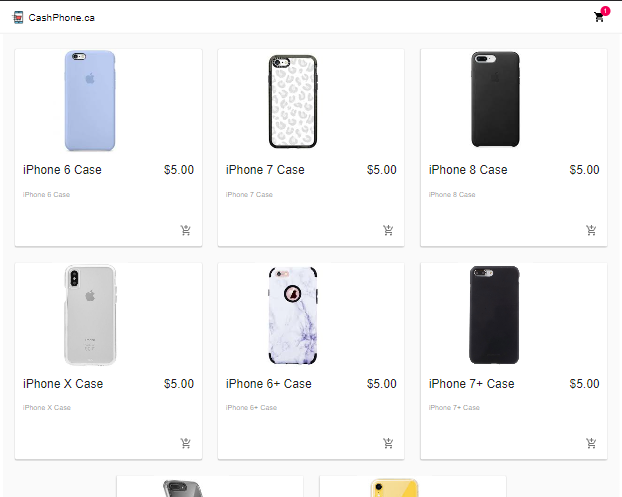 CashPhone.ca
1
iPhone 6 Case $5.00
iPhone 6 Case
iPhone 7 Case $5.00
iPhone 7 Case
iPhone 8 Case $5.00
iPhone 8 Case
iPhone X Case $5.00
iPhone X Case
iPhone 6+ Case $5.00
iPhone 6+ Case
iPhone 7+ Case $5.00
iPhone 7+ Case